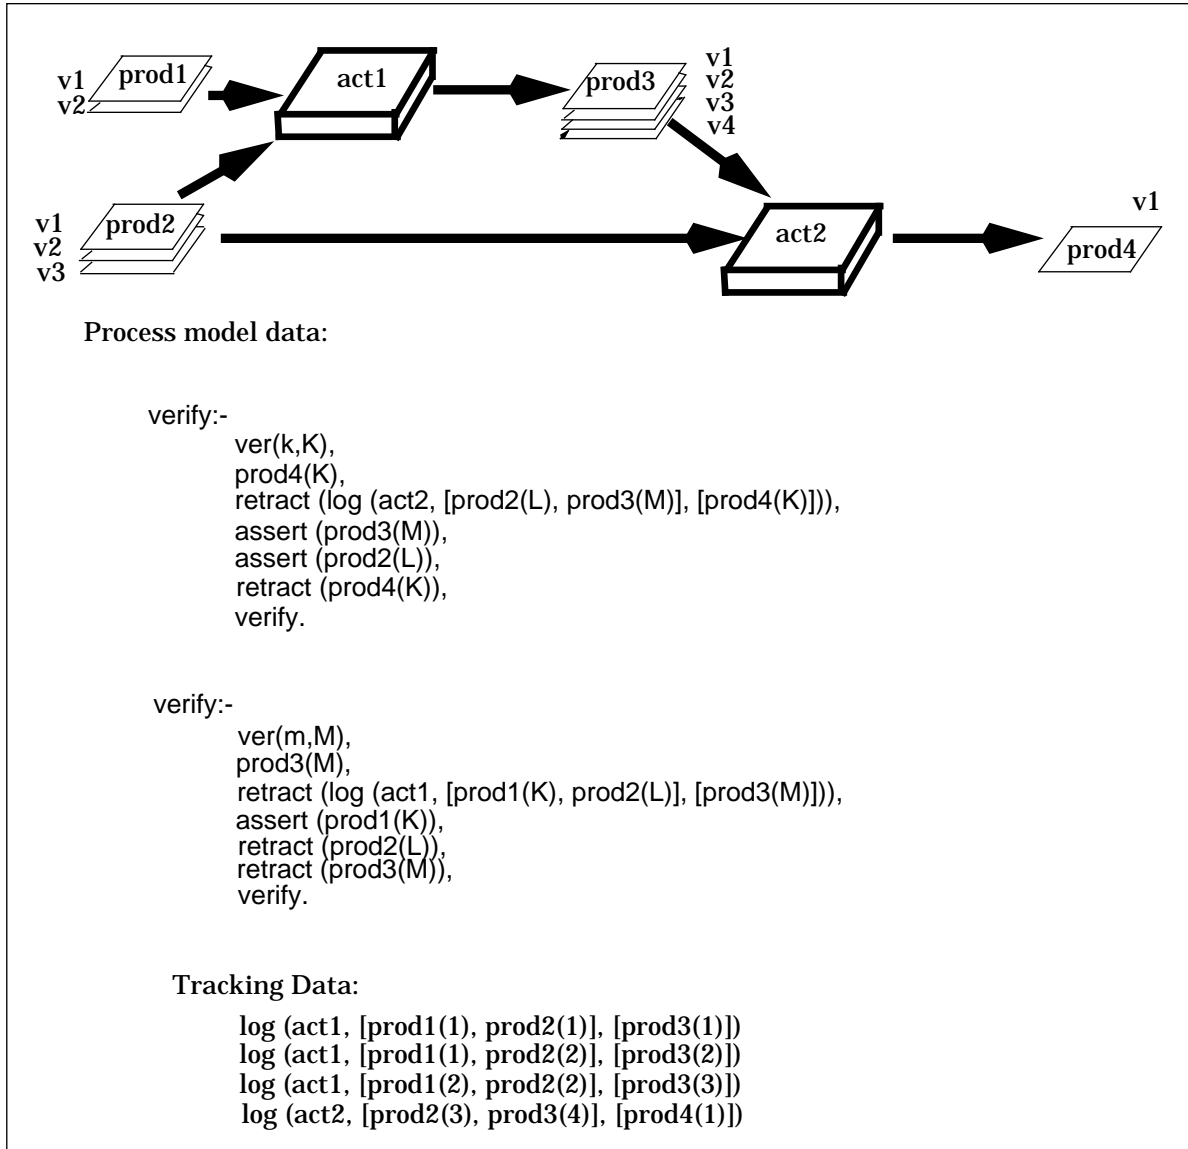 v1
v2
prod1
act1
prod3
v1
v2
v3
v4
v1
v2
v3
prod2
act2
v1
prod4
Process model data:
verify:-
ver(k,K),
prod4(K),
retract (log (act2, [prod2(L), prod3(M)], [prod4(K)])),
assert (prod3(M)),
assert (prod2(L)),
retract (prod4(K)),
verify.
verify:-
ver(m,M),
prod3(M),
retract (log (act1, [prod1(K), prod2(L)], [prod3(M)])),
assert (prod1(K)),
retract (prod2(L)),
retract (prod3(M)),
verify.
Tracking Data:
log (act1, [prod1(1), prod2(1)], [prod3(1)])
log (act1, [prod1(1), prod2(2)], [prod3(2)])
log (act1, [prod1(2), prod2(2)], [prod3(3)])
log (act2, [prod2(3), prod3(4)], [prod4(1)])